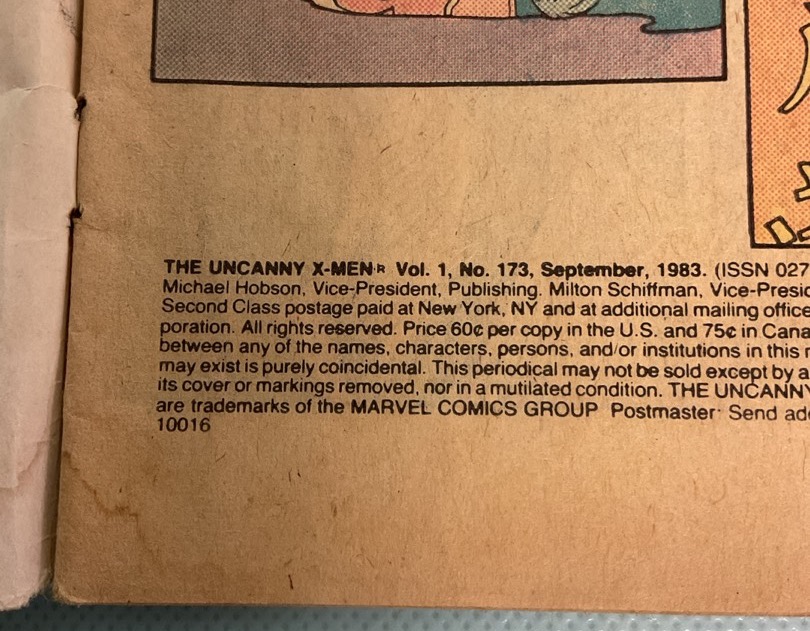 THE UNCANNY X-MEN® Vol. 1, No. 173, September, 1983. (ISSN 027
Michael Hobson, Vice-President, Publishing. Milton Schiffman, Vice-Presid
Second Class postage paid at New York, NY and at additional mailing office
poration. All rights reserved. Price 60¢ per copy in the U.S. and 75¢ in Cana
between any of the names, characters, persons, and/or institutions in this
may exist is purely coincidental. This periodical may not be sold except by a
its cover or markings removed, nor in a mutilated condition. THE UNCANNY
are trademarks of the MARVEL COMICS GROUP Postmaster: Send add
10016